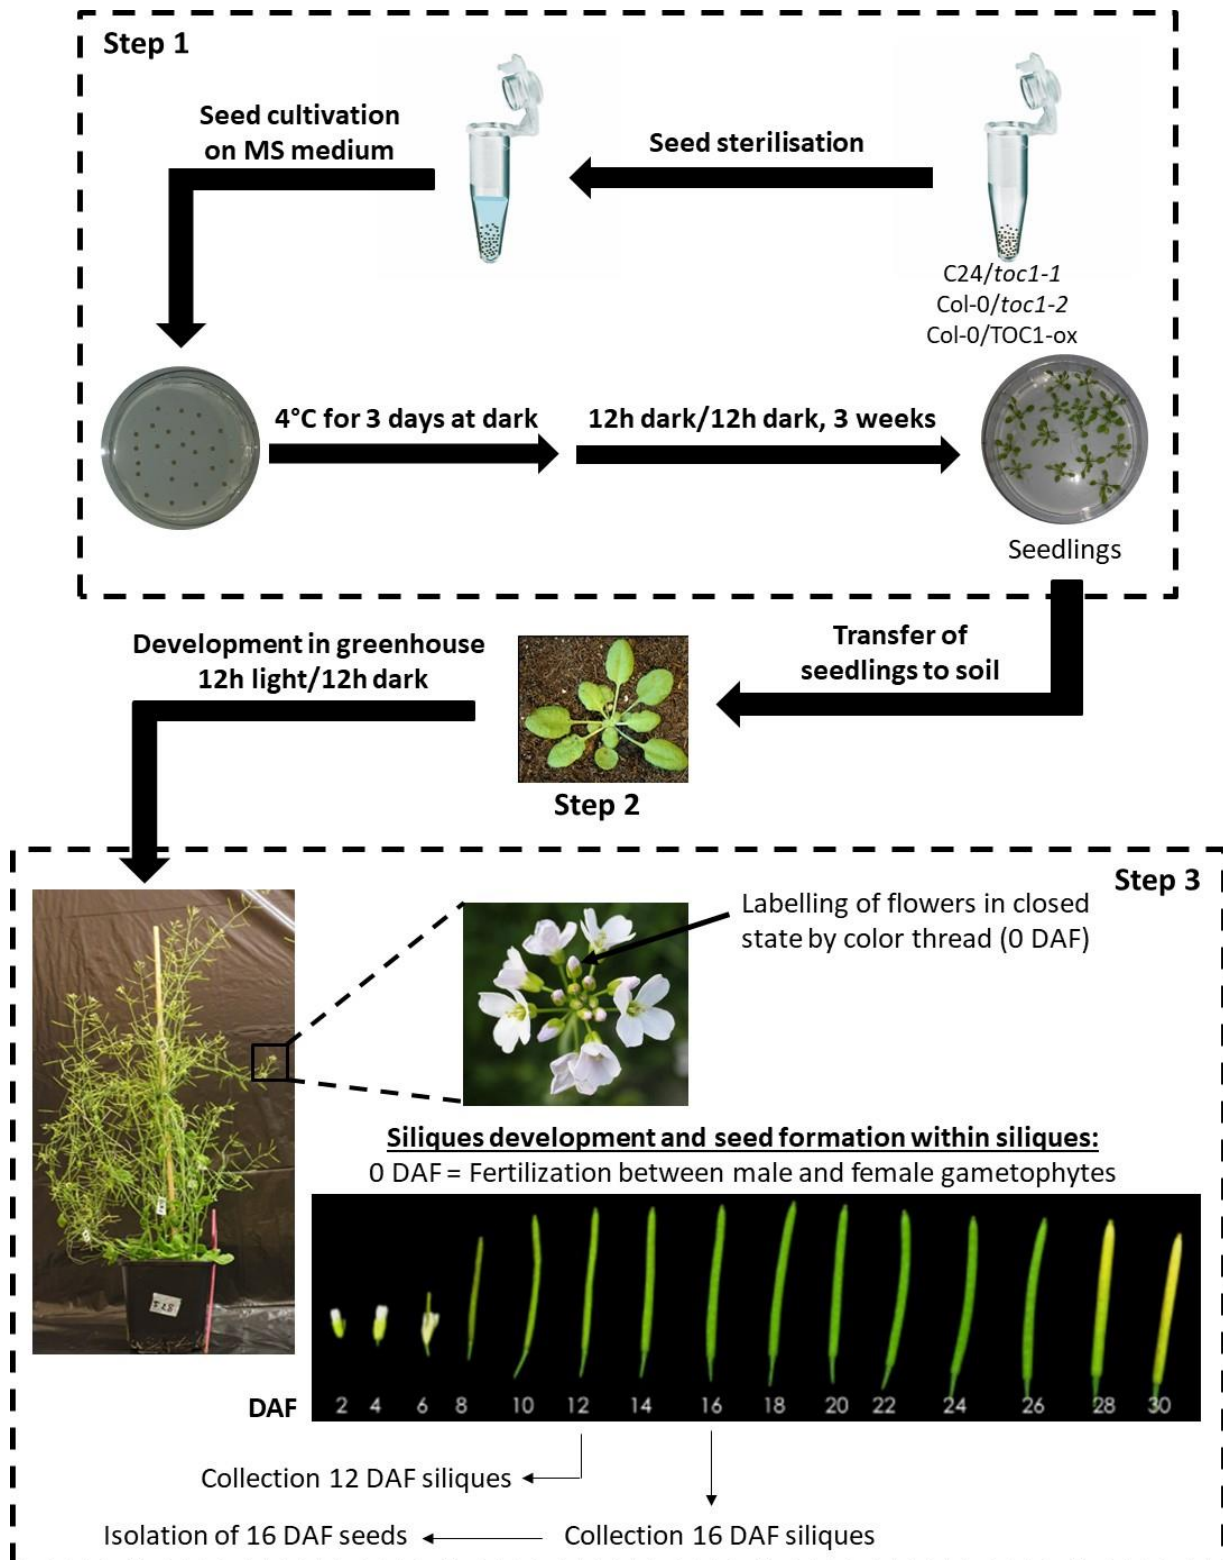 Step 1
Seed cultivation
on MS medium
Seed sterilisation
C24/toc1-1
Col-0/toc1-2
Col-0/TOC1-ox
4°C for 3 days at dark
12h dark/12h dark, 3 weeks
Seedlings
Transfer of
seedlings to soil
Development in greenhouse
12h light/12h dark
Step 2
Step 3
Labelling of flowers in closed
state by color thread (0 DAF)
Siliques development and seed formation within siliques:
0 DAF = Fertilization between male and female gametophytes
DAF 2 4 6 8 10 12 14 16 18 20 22 24 26 28 30
Collection 12 DAF siliques
Isolation of 16 DAF seeds
Collection 16 DAF siliques